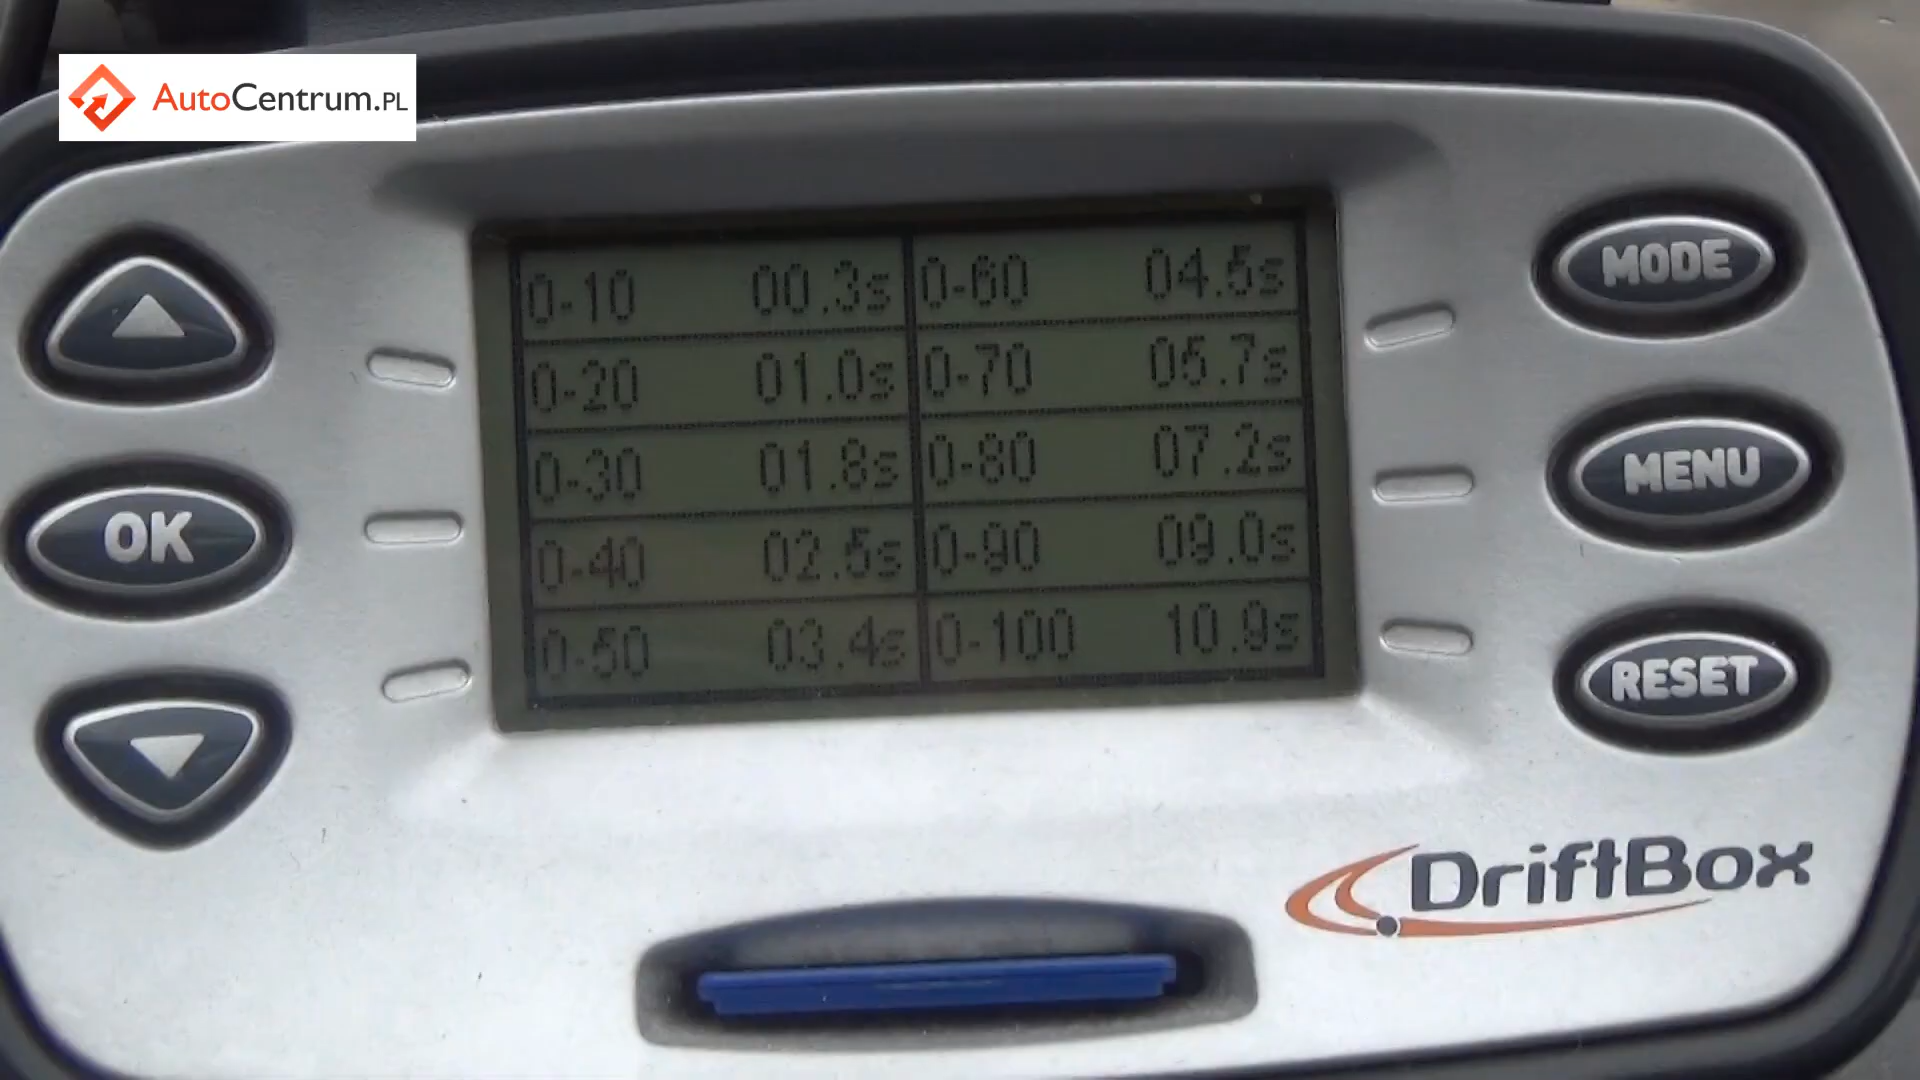 AutoCentrum.PL
0-10 00.3s 0-60 04.5s
0-20 01.0s 0-70 05.7s
0-30 01.8s 0-80 07.2s
0-40 02.5s 0-90 09.0s
0-50 03.4s 0-100 10.9s
OK
MODE
MENU
RESET
DriftBox